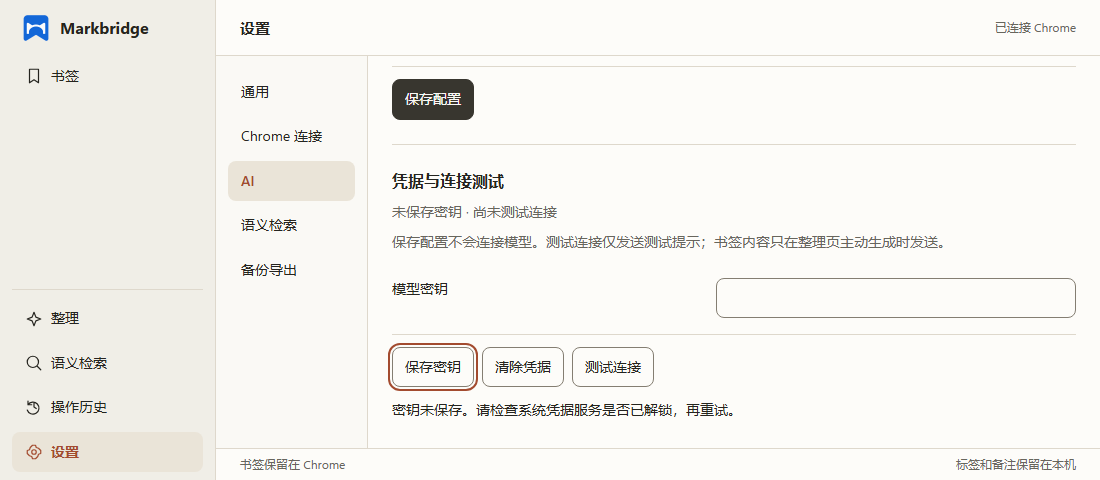 Markbridge
书签
整理
语义检索
操作历史
设置
设置
已连接 Chrome
通用
Chrome 连接
AI
语义检索
备份导出
保存配置
凭据与连接测试
未保存密钥 · 尚未测试连接
保存配置不会连接模型。测试连接仅发送测试提示；书签内容只在整理页主动生成时发送。
模型密钥
保存密钥
清除凭据
测试连接
密钥未保存。请检查系统凭据服务是否已解锁，再重试。
书签保留在 Chrome
标签和备注保留在本机